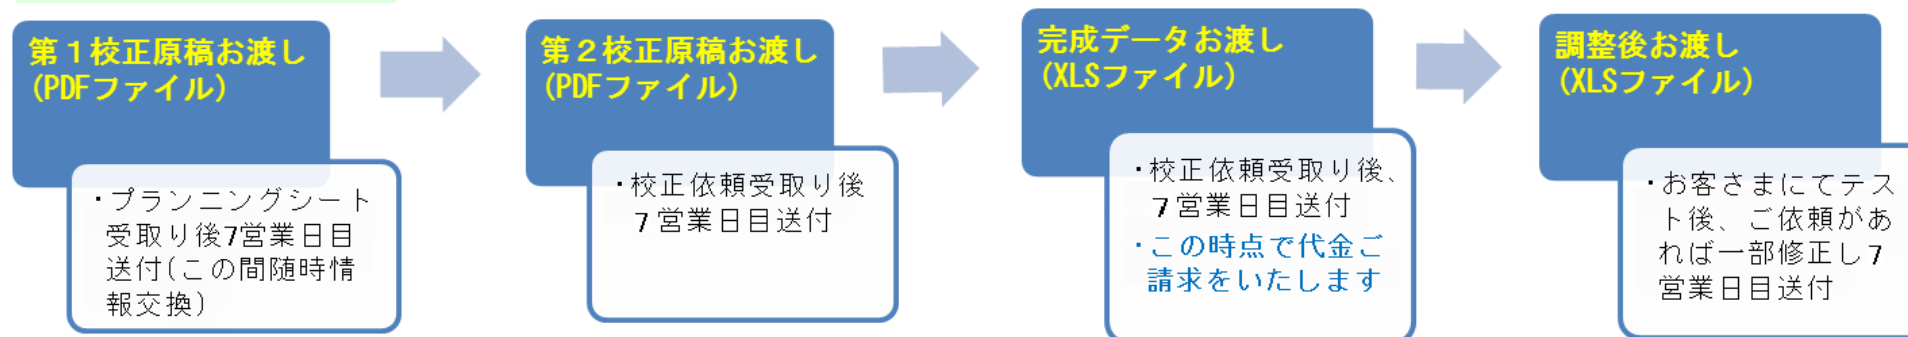 第１校正原稿お渡し
(PDFファイル)
・プランニングシート
受取り後7営業日目
送付(この間随時情
報交換)
第２校正原稿お渡し
(PDFファイル)
・校正依頼受取り後
７営業日目送付
完成データお渡し
(XLSファイル)
・校正依頼受取り後、
７営業日目送付
・この時点で代金ご
請求をいたします
調整後お渡し
(XLSファイル)
・お客さまにてテス
ト後、ご依頼があ
れば一部修正し7
営業日目送付